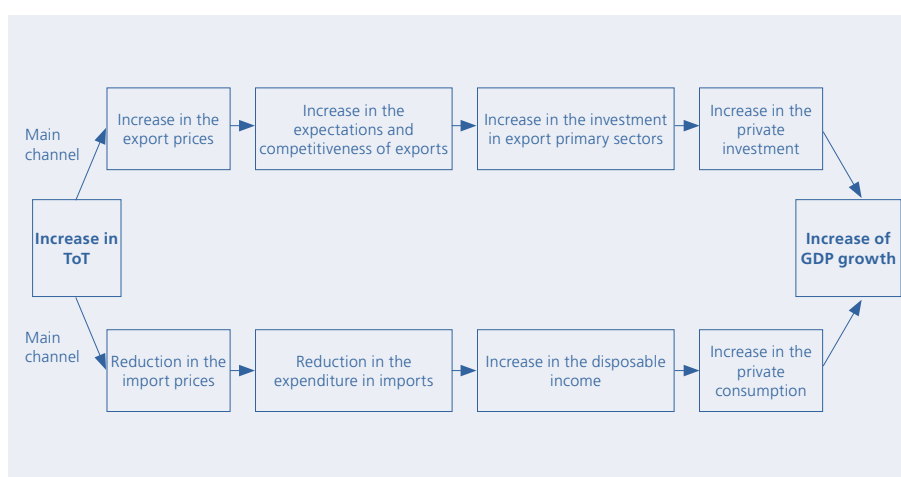 Main
channel
Increase in the
export prices
Increase in the
expectations and
competitiveness of exports
Increase in the investment
in export primary sectors
Increase in the
private
investment
Increase in
ToT
Increase of
GDP growth
Main
channel
Reduction in the
import prices
Reduction in the
expenditure in imports
Increase in the disposable
income
Increase in the
private
consumption